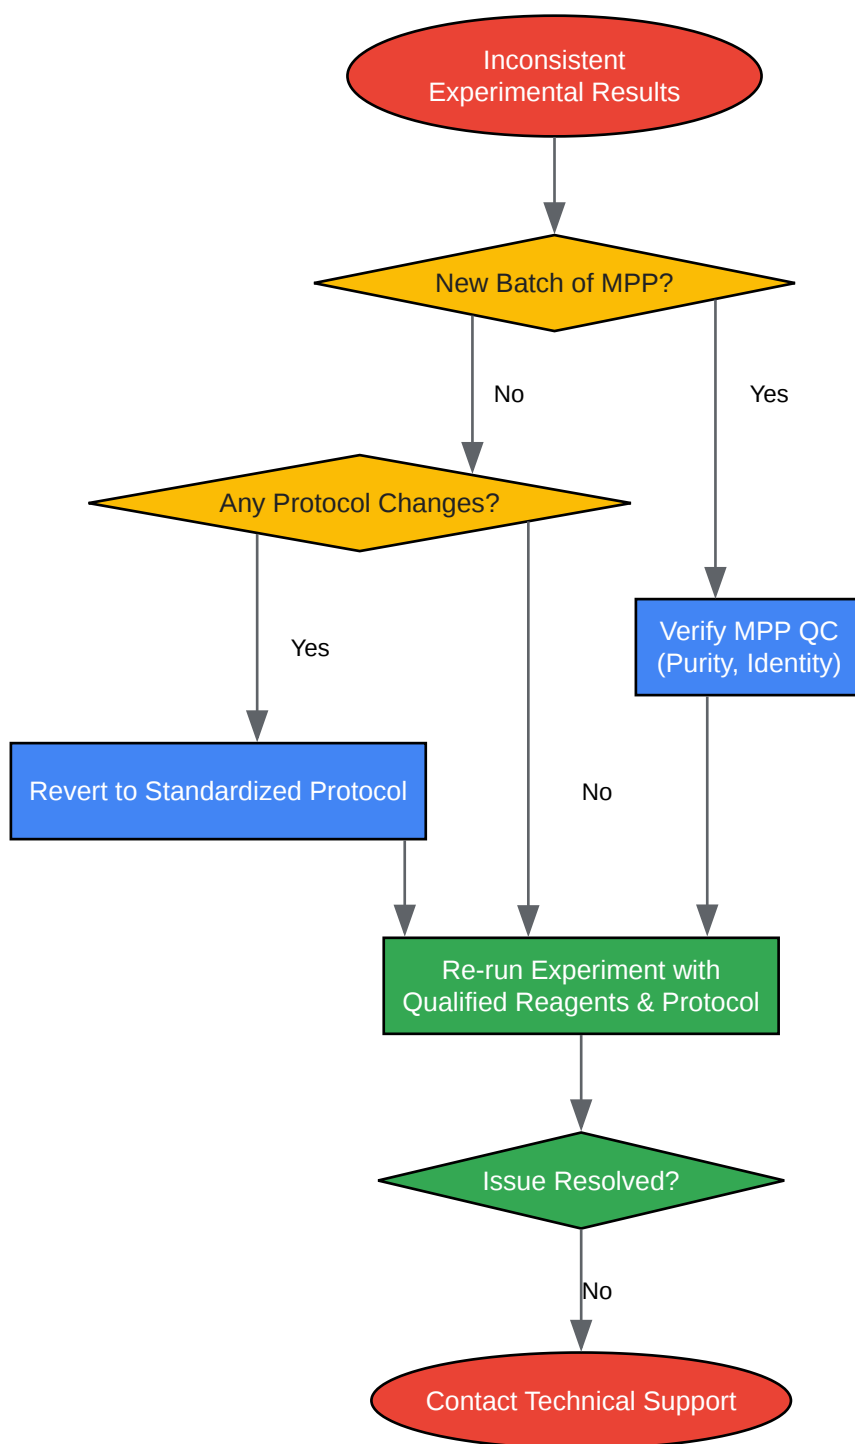 Inconsistent
Experimental Results
New Batch of MPP?
No
Yes
Any Protocol Changes?
Yes
Verify MPP QC
(Purity, Identity)
Revert to Standardized Protocol
No
Re-run Experiment with
Qualified Reagents & Protocol
Issue Resolved?
No
Contact Technical Support